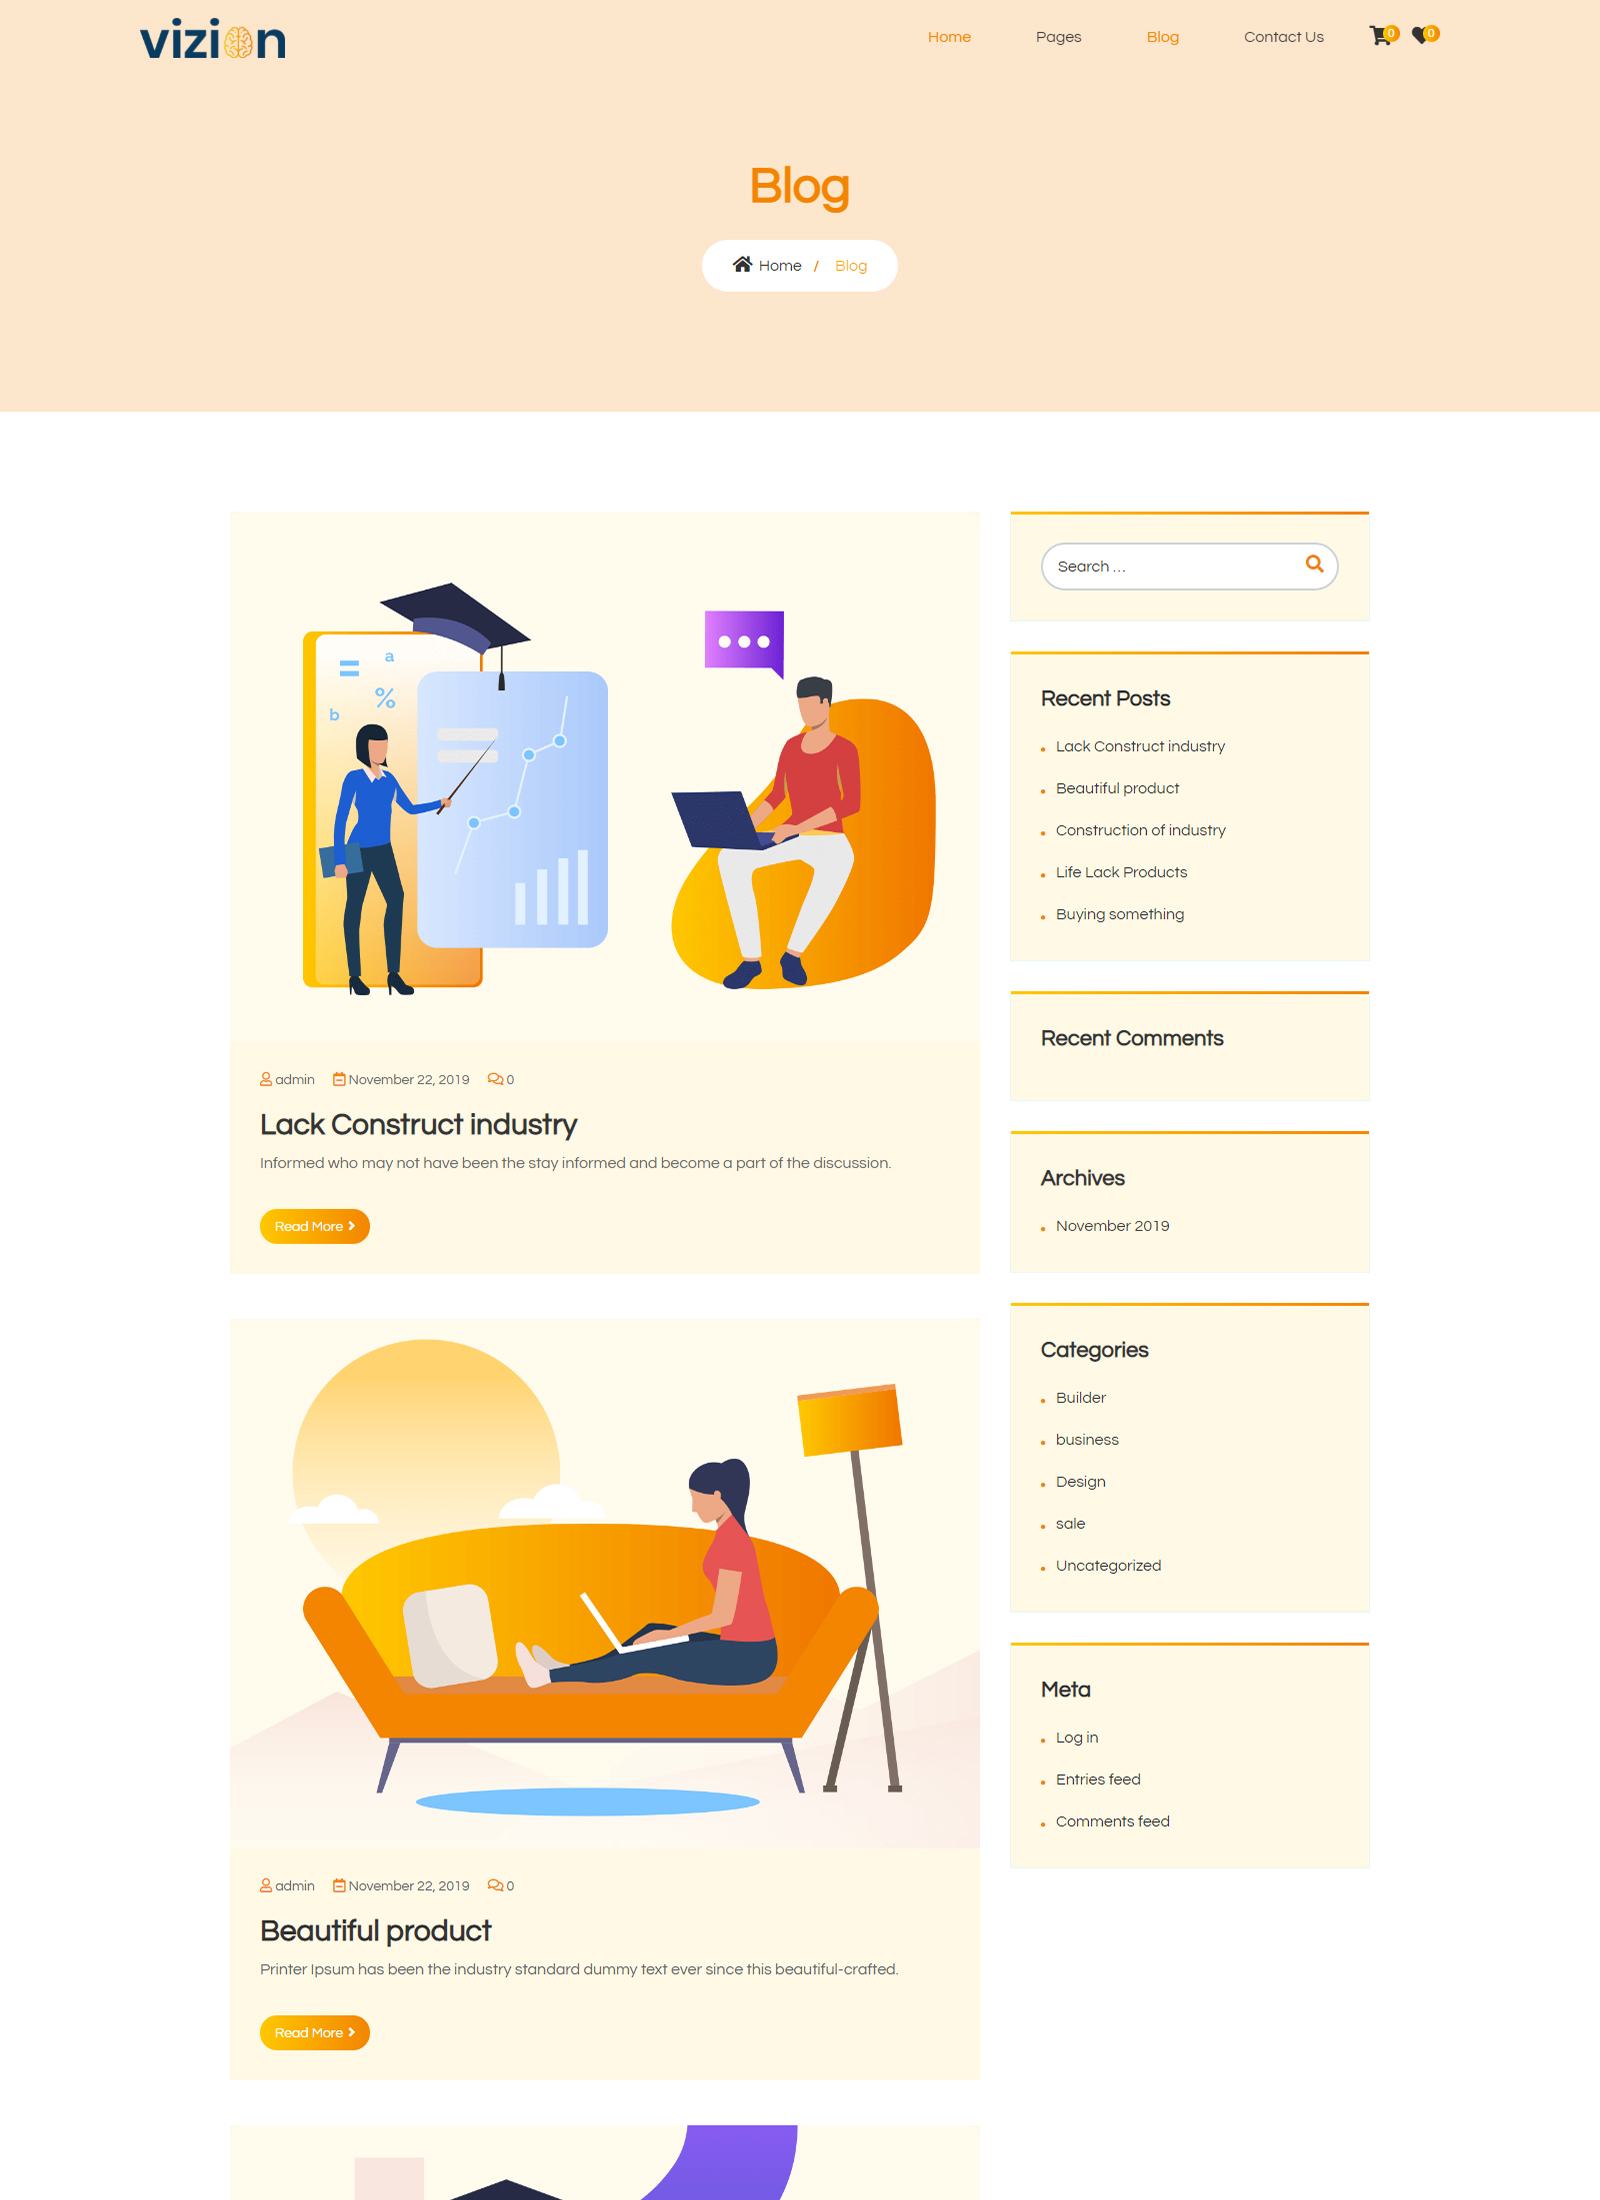 vizion
Home
Pages
Blog
Contact Us
0
0
Blog
Home / Blog
a
%
b
admin
November 22, 2019
0
Lack Construct industry
Informed who may not have been the stay informed and become a part of the discussion.
Read More
admin
November 22, 2019
0
Beautiful product
Printer Ipsum has been the industry standard dummy text ever since this beautiful-crafted.
Read More
Search ...
Recent Posts
Lack Construct industry
Beautiful product
Construction of industry
Life Lack Products
Buying something
Recent Comments
Archives
November 2019
Categories
Builder
business
Design
sale
Uncategorized
Meta
Log in
Entries feed
Comments feed